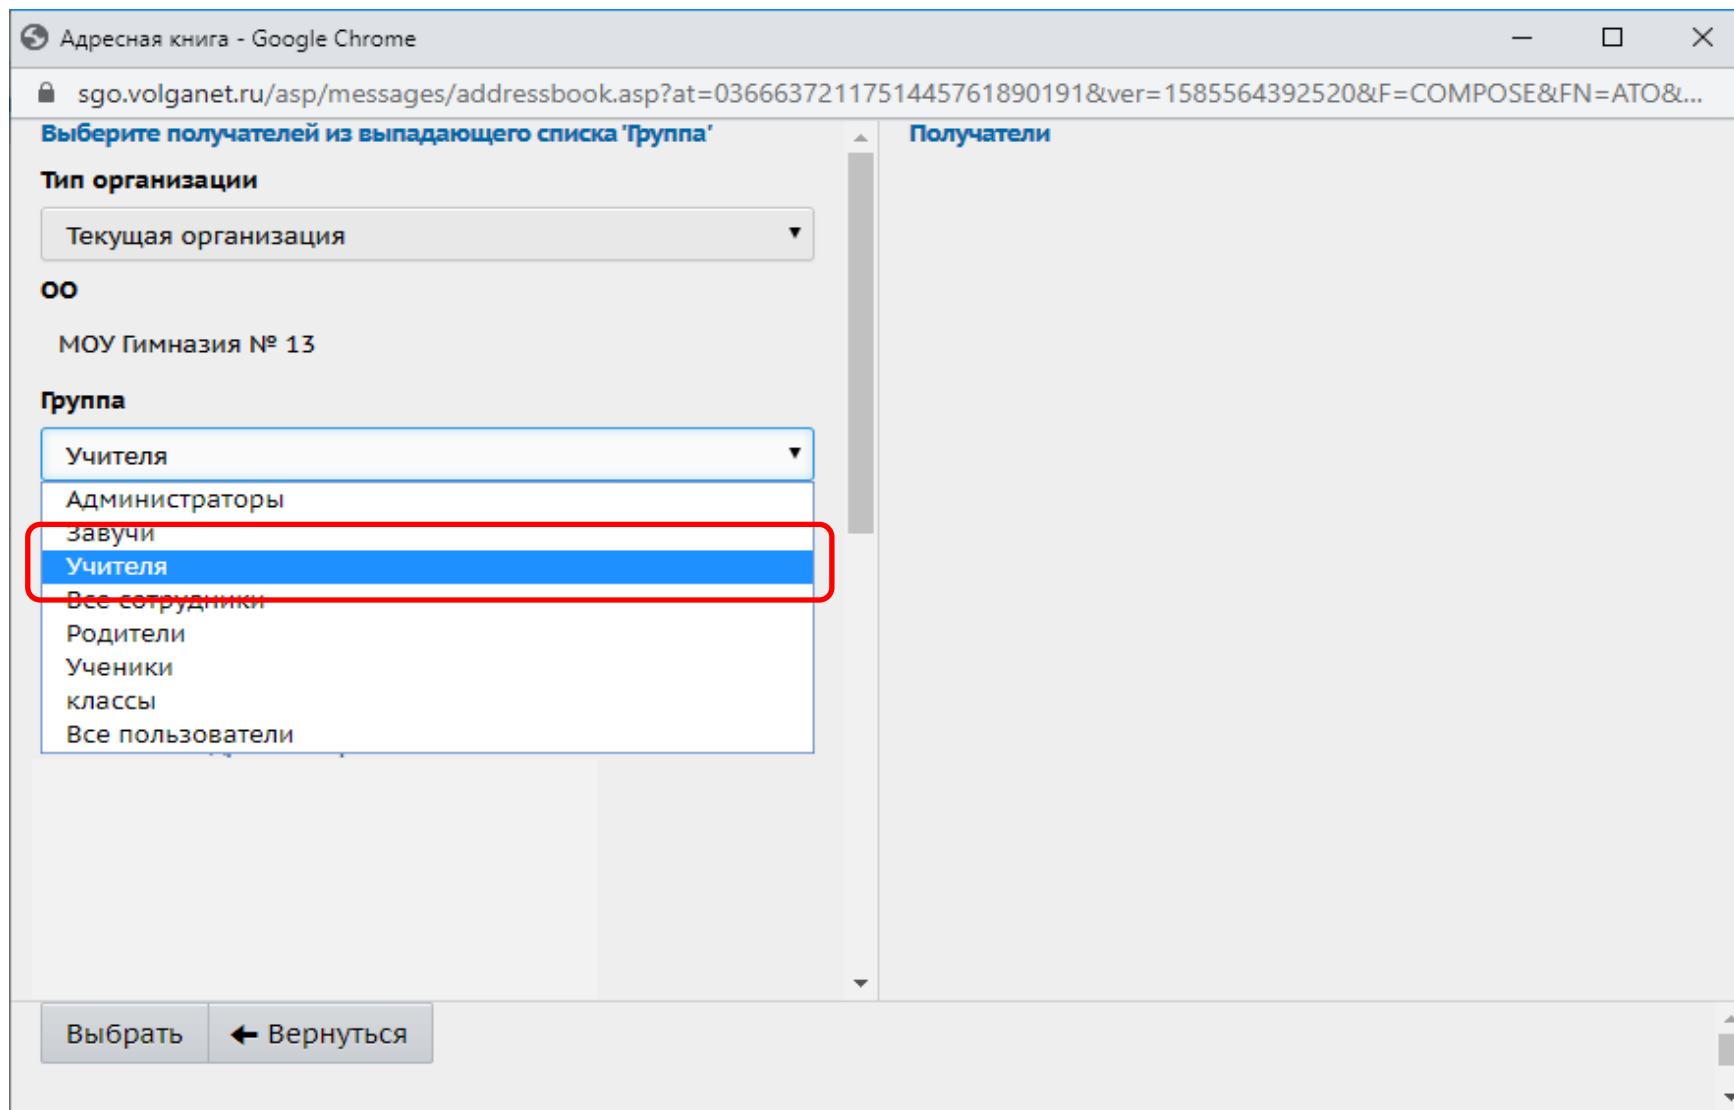 Адресная книга - Google Chrome
sgo.volganet.ru/asp/messages/addressbook.asp?at=0366637211751445761890191&ver=1585564392520&F=COMPOSE&FN=ATO&...
Выберите получателей из выпадающего списка 'Группа'
Тип организации
Текущая организация
ОО
МОУ Гимназия № 13
Группа
Учителя
Администраторы
Завучи
Учителя
Все сотрудники
Родители
Ученики
классы
Все пользователи
Выбрать
Вернуться
Получатели